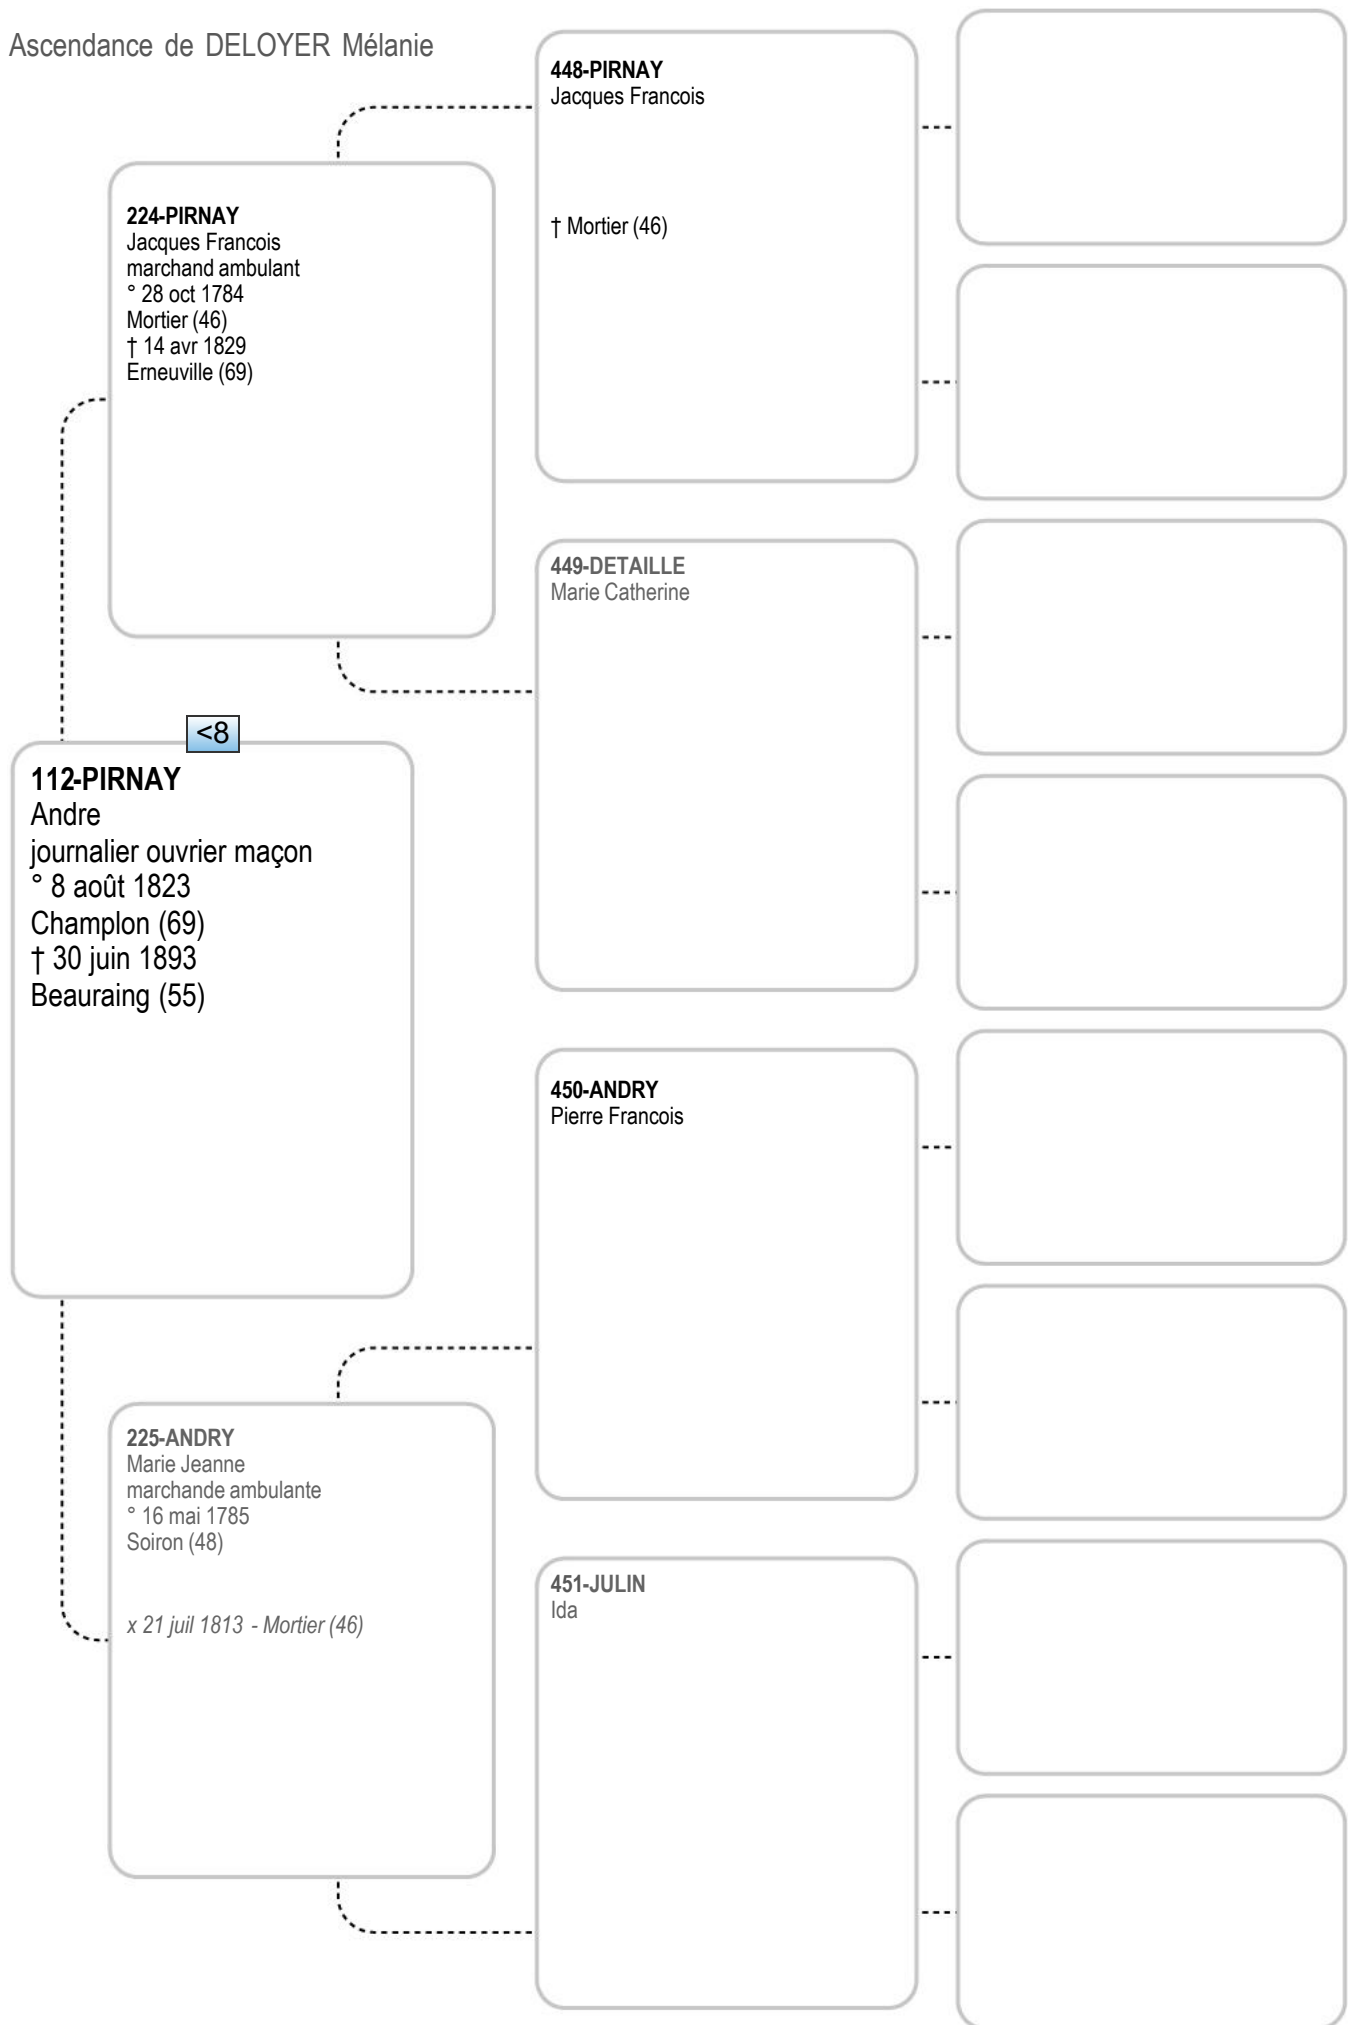 Ascendance de DELOYER Mélanie
448-PIRNAY
Jacques Francois
† Mortier (46)
224-PIRNAY
Jacques Francois
marchand ambulant
° 28 oct 1784
Mortier (46)
† 14 avr 1829
Erneuville (69)
449-DETAILLE
Marie Catherine
<8
112-PIRNAY
Andre
journalier ouvrier maçon
° 8 août 1823
Champlon (69)
† 30 juin 1893
Beauraing (55)
450-ANDRY
Pierre Francois
225-ANDRY
Marie Jeanne
marchande ambulante
° 16 mai 1785
Soiron (48)
x 21 juil 1813 - Mortier (46)
451-JULIN
Ida